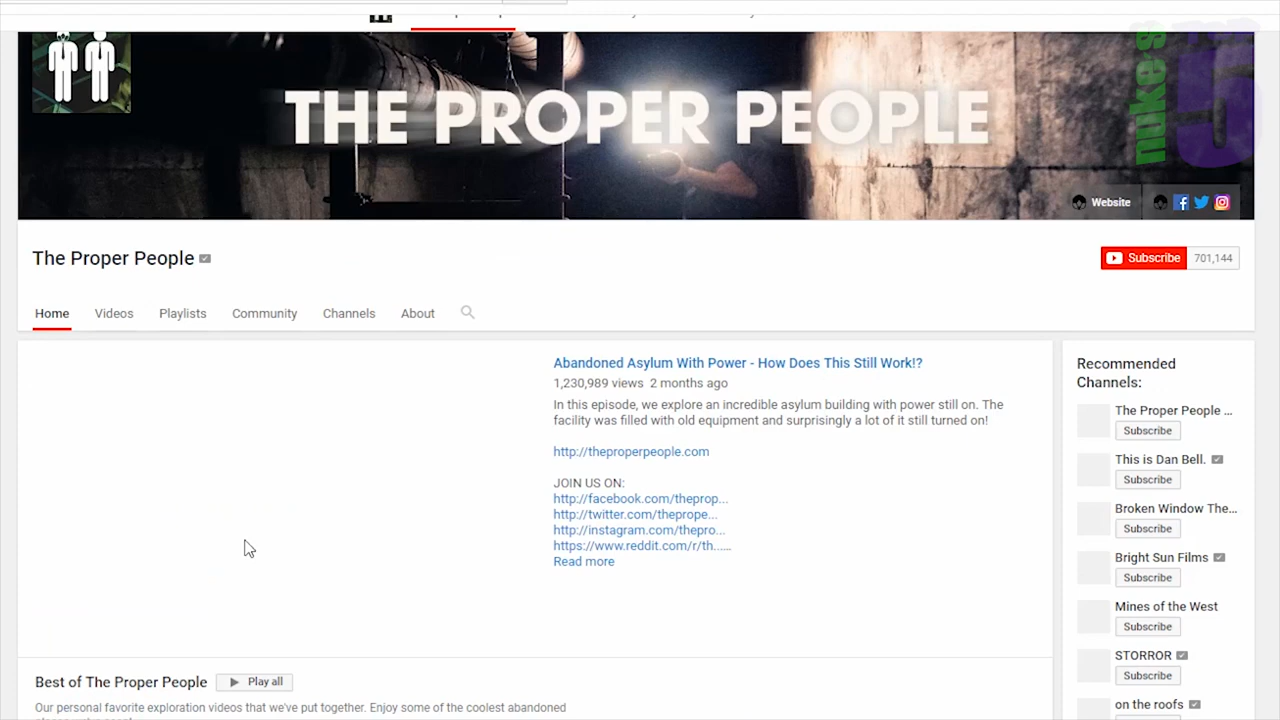 THE PROPER PEOPLE
nuke's
TOP
5
Website
The Proper People
Subscribe
701,144
Home
Videos
Playlists
Community
Channels
About
Abandoned Asylum With Power - How Does This Still Work!?
1,230,989 views 2 months ago
In this episode, we explore an incredible asylum building with power still on. The
facility was filled with old equipment and surprisingly a lot of it still turned on!
http://theproperpeople.com
JOIN US ON:
http://facebook.com/theprop...
http://twitter.com/thepr​ope...
http://instagram.com/thepro...
https://www.reddit.com/r/th......
Read more
Recommended
Channels:
The Proper People ...
Subscribe
This is Dan Bell.
Subscribe
Broken Window The...
Subscribe
Bright Sun Films
Subscribe
Mines of the West
Subscribe
STORROR
Subscribe
on the roofs
Best of The Proper People
Play all
Our personal favorite exploration videos that we've put together. Enjoy some of the coolest abandoned